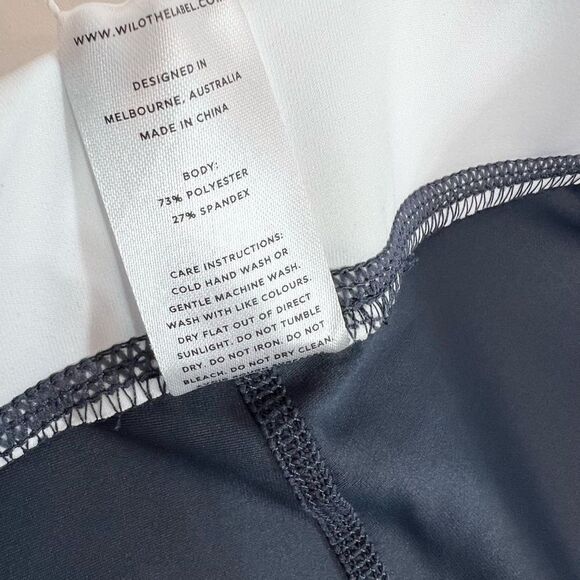 WWW.WILOTHELABEL.CO
DESIGNED IN
MELBOURNE, AUSTRALIA
MADE IN CHINA
BODY:
73% POLYESTER
27% SPANDEX
CARE INSTRUCTIONS:
COLD HAND WASH OR
GENTLE MACHINE WASH.
WASH WITH LIKE COLOURS.
DRY FLAT OUT OF DIRECT
SUNLIGHT. DO NOT TUMBLE
DRY. DO NOT IRON. DO NOT
BLEACH. DO NOT DRY CLEAN.